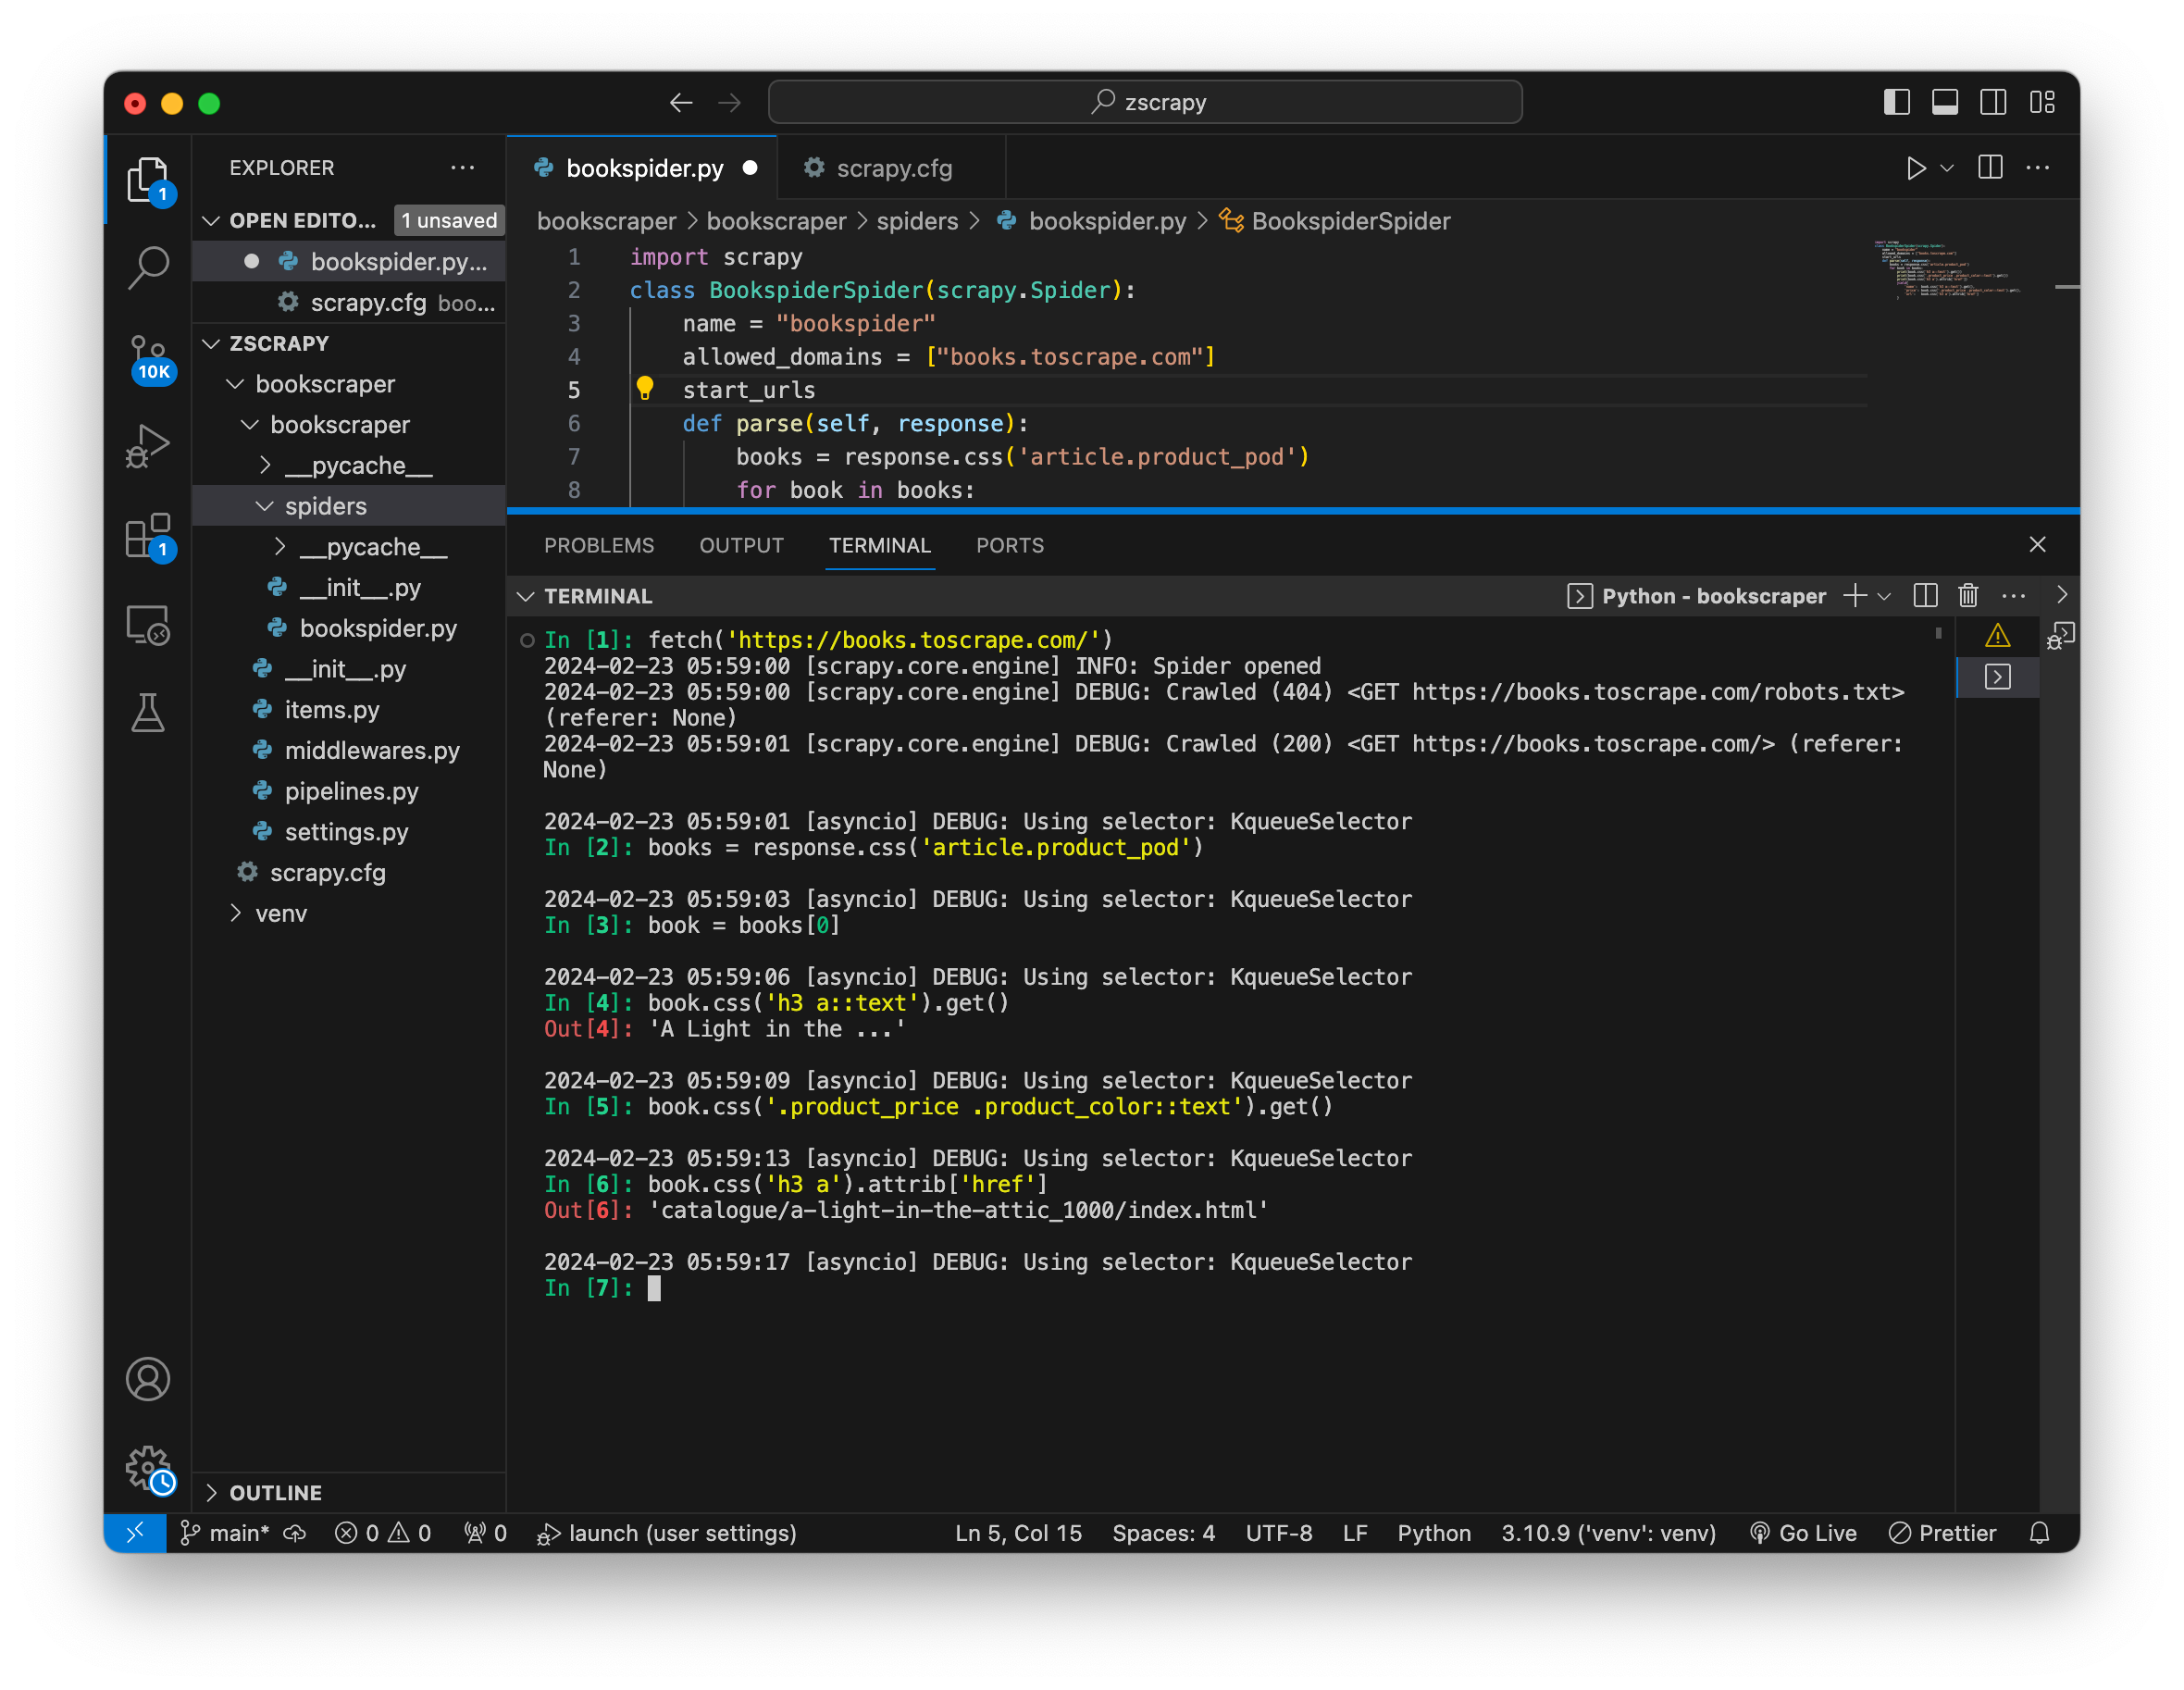 zscrapy
EXPLORER
OPEN EDITO... 1 unsaved
bookspider.py...
scrapy.cfg boo...
ZSCRAPY
bookscraper
bookscraper
__pycache__
spiders
__pycache__
__init__.py
bookspider.py
__init__.py
items.py
middlewares.py
pipelines.py
settings.py
scrapy.cfg
venv
OUTLINE
1
10K
1
bookspider.py
scrapy.cfg
bookscraper > bookscraper > spiders > bookspider.py > BookspiderSpider
1 import scrapy
2 class BookspiderSpider(scrapy.Spider):
3 name = "bookspider"
4 allowed_domains = ["books.toscrape.com"]
5 start_urls
6 def parse(self, response):
7 books = response.css('article.product_pod')
8 for book in books:
PROBLEMS OUTPUT TERMINAL PORTS
TERMINAL
Python - bookscraper
In [1]: fetch('https://books.toscrape.com/')
2024-02-23 05:59:00 [scrapy.core.engine] INFO: Spider opened
2024-02-23 05:59:00 [scrapy.core.engine] DEBUG: Crawled (404) <GET https://books.toscrape.com/robots.txt>
(referer: None)
2024-02-23 05:59:01 [scrapy.core.engine] DEBUG: Crawled (200) <GET https://books.toscrape.com/> (referer:
None)
2024-02-23 05:59:01 [asyncio] DEBUG: Using selector: KqueueSelector
In [2]: books = response.css('article.product_pod')
2024-02-23 05:59:03 [asyncio] DEBUG: Using selector: KqueueSelector
In [3]: book = books[0]
2024-02-23 05:59:06 [asyncio] DEBUG: Using selector: KqueueSelector
In [4]: book.css('h3 a::text').get()
Out[4]: 'A Light in the ...'
2024-02-23 05:59:09 [asyncio] DEBUG: Using selector: KqueueSelector
In [5]: book.css('.product_price .product_color::text').get()
2024-02-23 05:59:13 [asyncio] DEBUG: Using selector: KqueueSelector
In [6]: book.css('h3 a').attrib['href']
Out[6]: 'catalogue/a-light-in-the-attic_1000/index.html'
2024-02-23 05:59:17 [asyncio] DEBUG: Using selector: KqueueSelector
In [7]:
main* 0 0 0 launch (user settings) Ln 5, Col 15 Spaces: 4 UTF-8 LF Python 3.10.9 ('venv': venv) Go Live Prettier